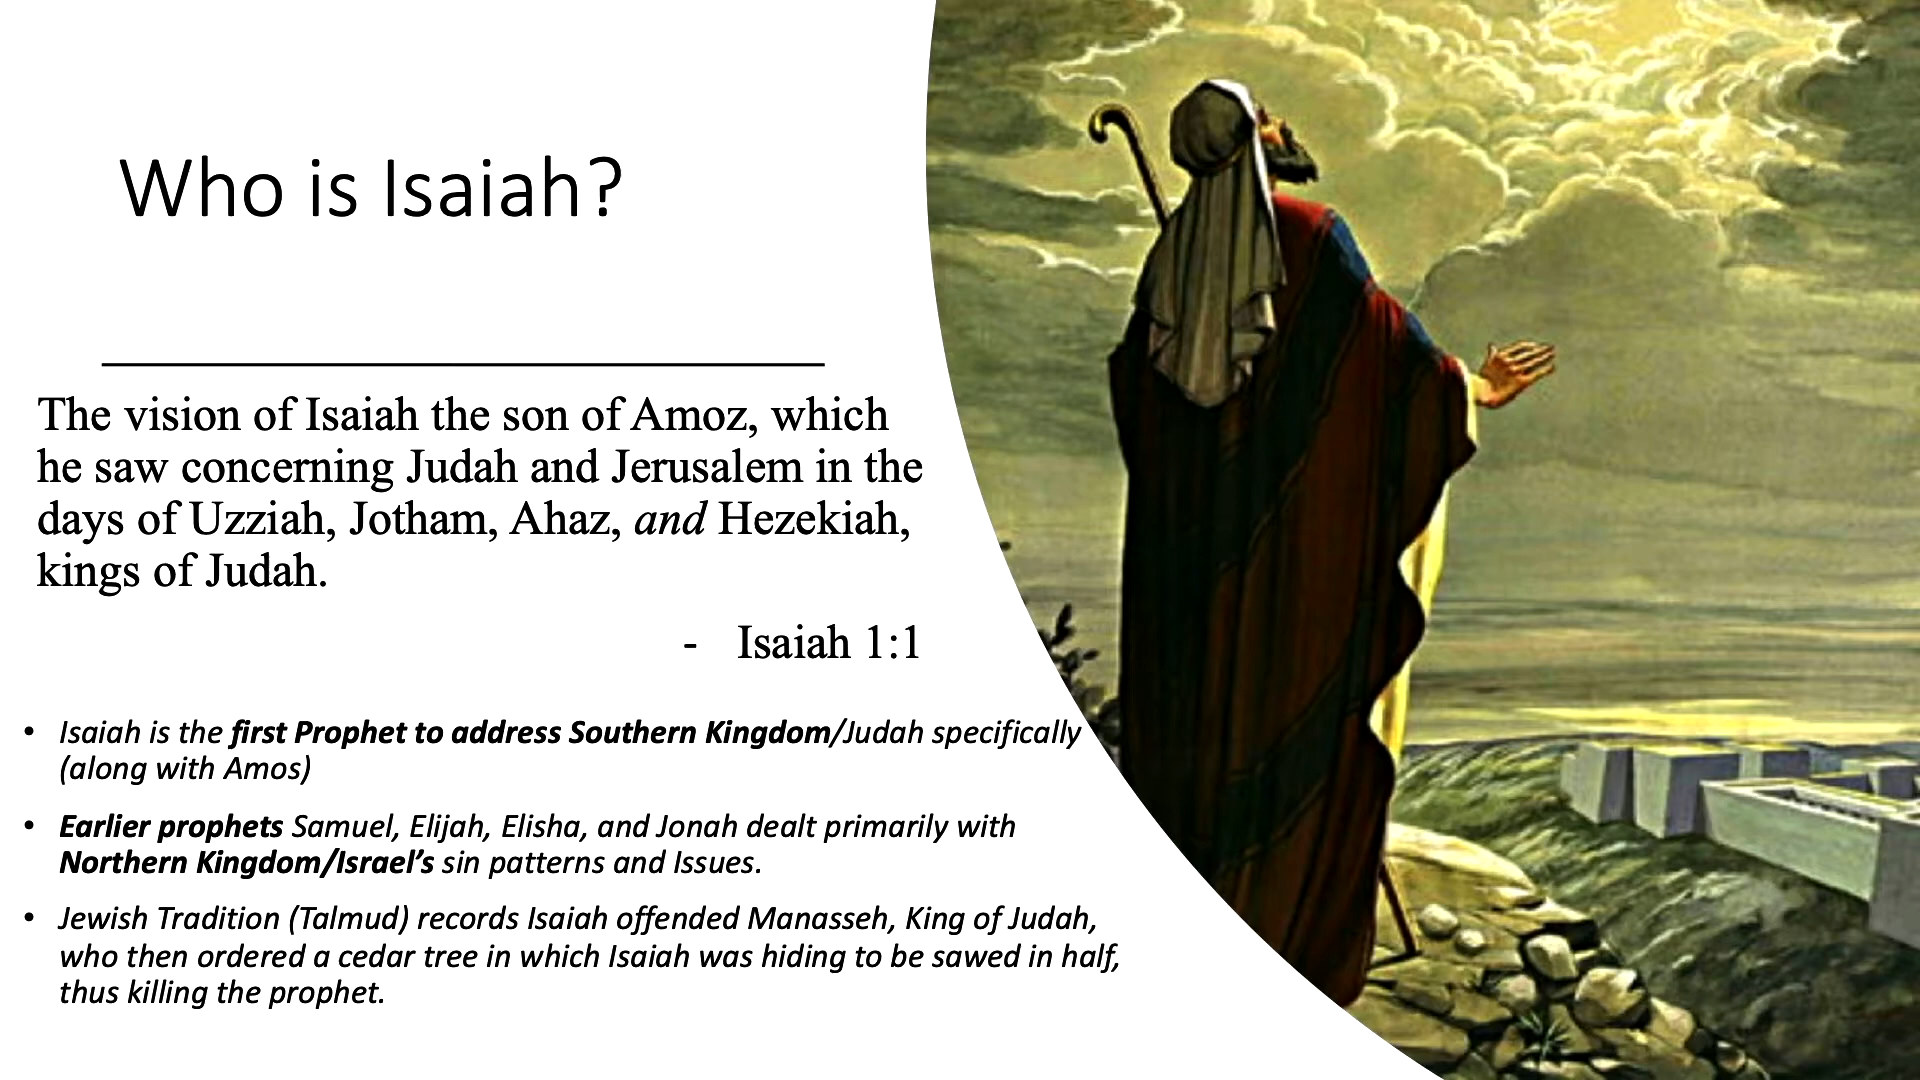 Who is Isaiah?
The vision of Isaiah the son of Amoz, which
he saw concerning Judah and Jerusalem in the
days of Uzziah, Jotham, Ahaz, and Hezekiah,
kings of Judah.
- Isaiah 1:1
• Isaiah is the first Prophet to address Southern Kingdom/Judah specifically
(along with Amos)
• Earlier prophets Samuel, Elijah, Elisha, and Jonah dealt primarily with
Northern Kingdom/Israel’s sin patterns and Issues.
• Jewish Tradition (Talmud) records Isaiah offended Manasseh, King of Judah,
who then ordered a cedar tree in which Isaiah was hiding to be sawed in half,
thus killing the prophet.